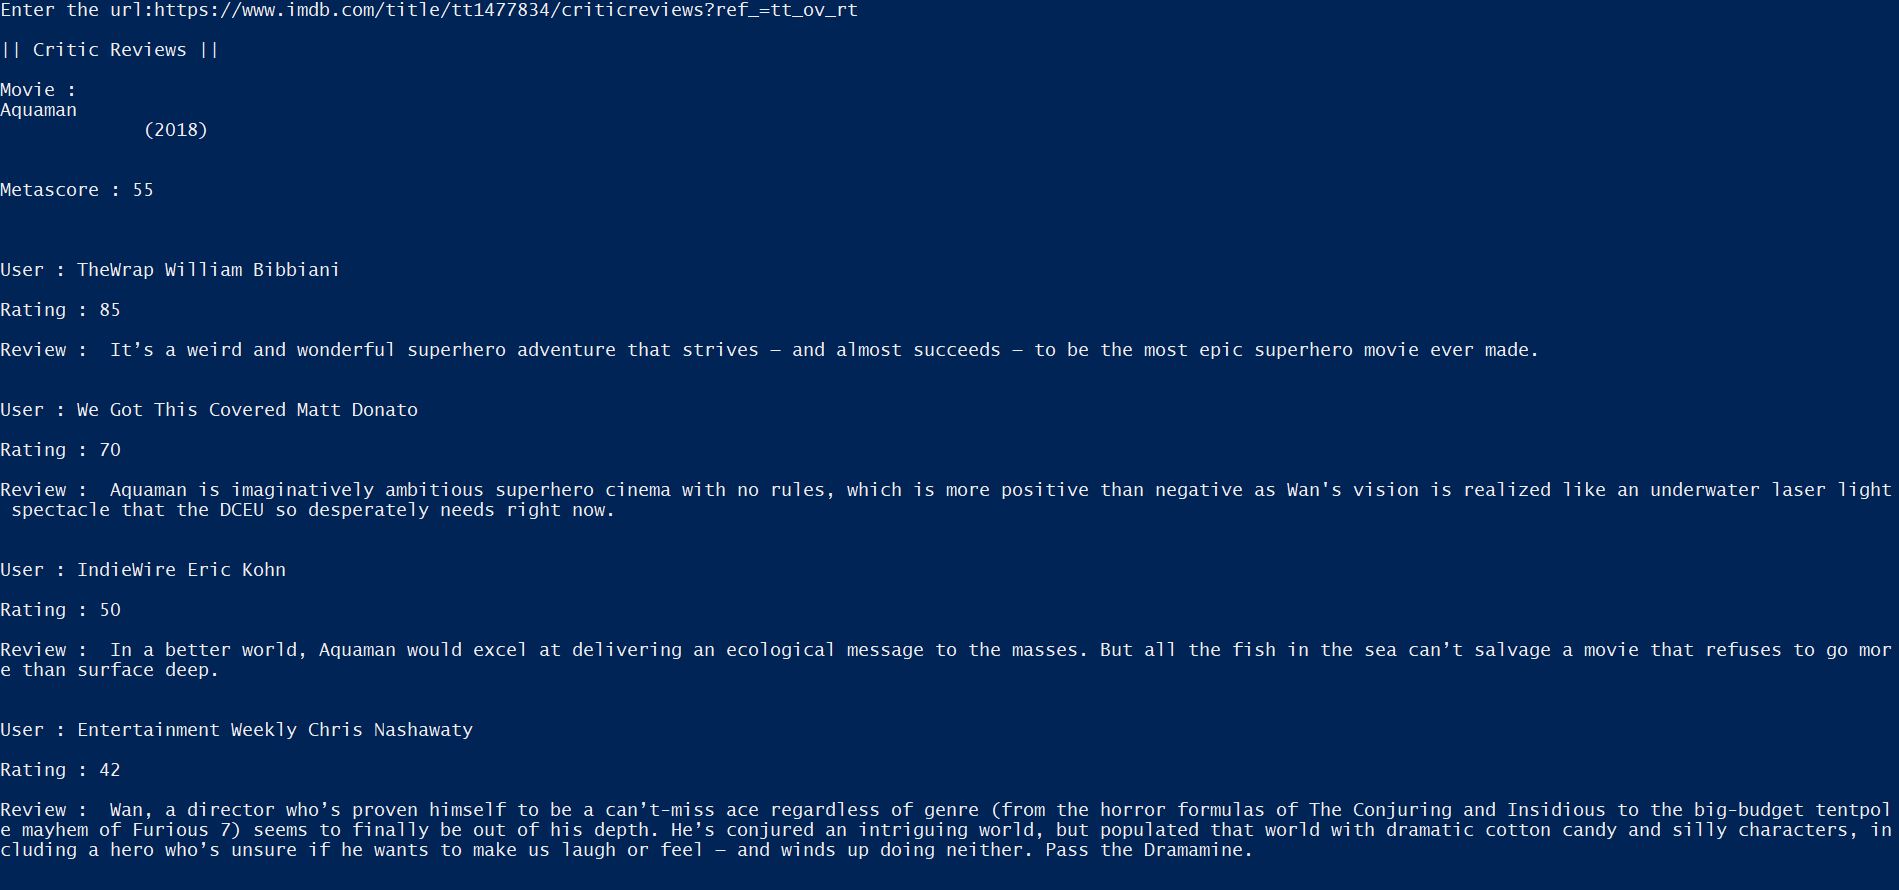 Enter the url:https://www.imdb.com/title/tt1477834/criticreviews?ref_=tt_ov_rt
|| Critic Reviews ||
Movie :
Aquaman
(2018)
Metascore : 55
User : TheWrap William Bibbiani
Rating : 85
Review :  It’s a weird and wonderful superhero adventure that strives — and almost succeeds — to be the most epic superhero movie ever made.
User : We Got This Covered Matt Donato
Rating : 70
Review :  Aquaman is imaginatively ambitious superhero cinema with no rules, which is more positive than negative as Wan's vision is realized like an underwater laser light
spectacle that the DCEU so desperately needs right now.
User : IndieWire Eric Kohn
Rating : 50
Review :  In a better world, Aquaman would excel at delivering an ecological message to the masses. But all the fish in the sea can’t salvage a movie that refuses to go mor
e than surface deep.
User : Entertainment Weekly Chris Nashawaty
Rating : 42
Review :  Wan, a director who’s proven himself to be a can’t-miss ace regardless of genre (from the horror formulas of The Conjuring and Insidious to the big-budget tentpol
e mayhem of Furious 7) seems to finally be out of his depth. He’s conjured an intriguing world, but populated that world with dramatic cotton candy and silly characters, in
cluding a hero who’s unsure if he wants to make us laugh or feel — and winds up doing neither. Pass the Dramamine.